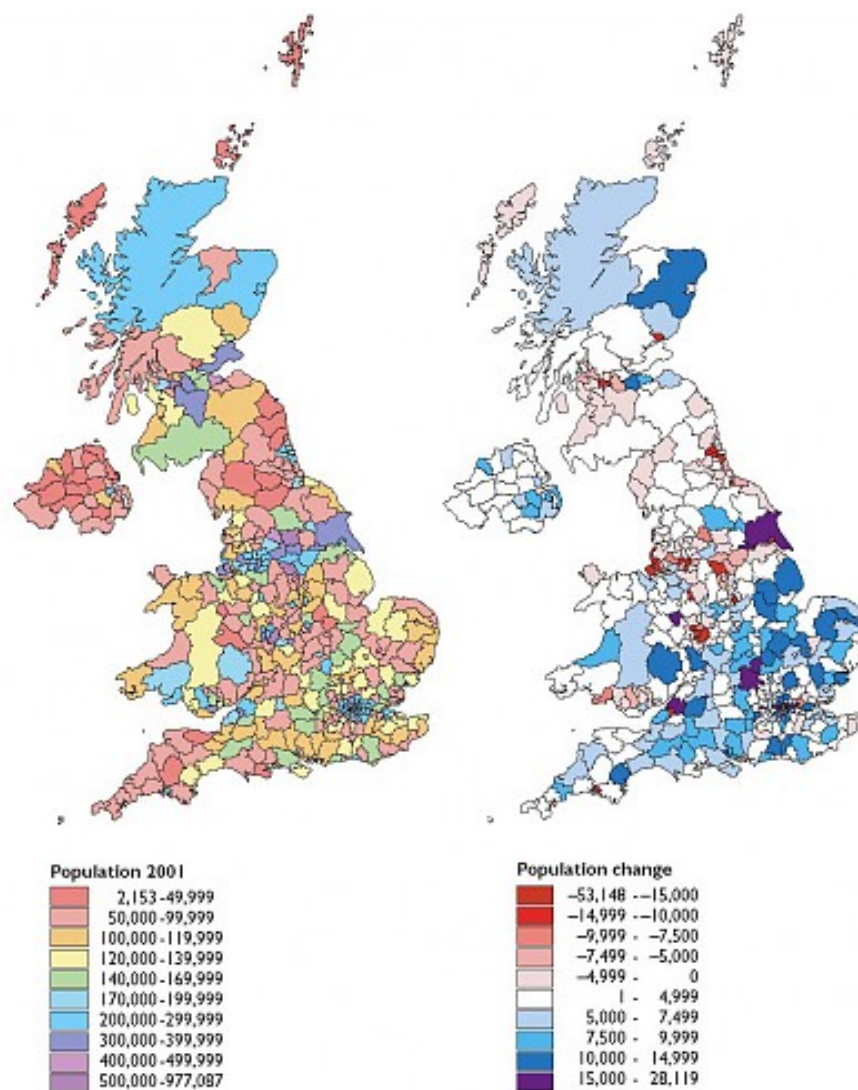 Population 2001
2,153 - 49,999
50,000 - 99,999
100,000 - 119,999
120,000 - 139,999
140,000 - 169,999
170,000 - 199,999
200,000 - 299,999
300,000 - 399,999
400,000 - 499,999
500,000 - 977,087
Population change
−53,148 - −15,000
−14,999 - −10,000
−9,999 - −7,500
−7,499 - −5,000
−4,999 - 0
1 - 4,999
5,000 - 7,499
7,500 - 9,999
10,000 - 14,999
15,000 - 28,119